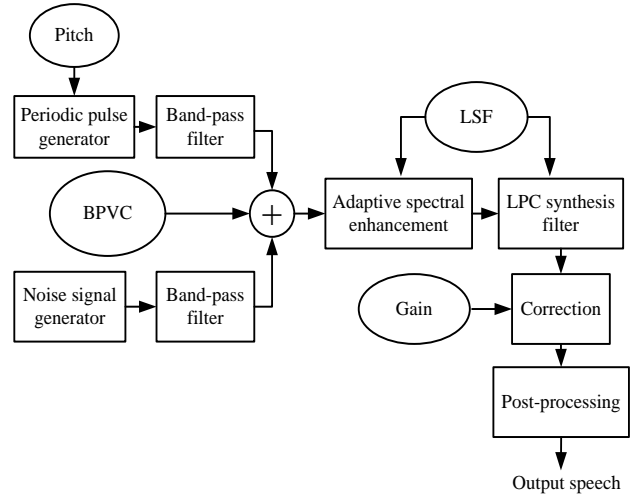 Pitch
Periodic pulse
generator
Band-pass
filter
LSF
BPVC
+
Adaptive spectral
enhancement
LPC synthesis
filter
Noise signal
generator
Band-pass
filter
Gain
Correction
Post-processing
Output speech